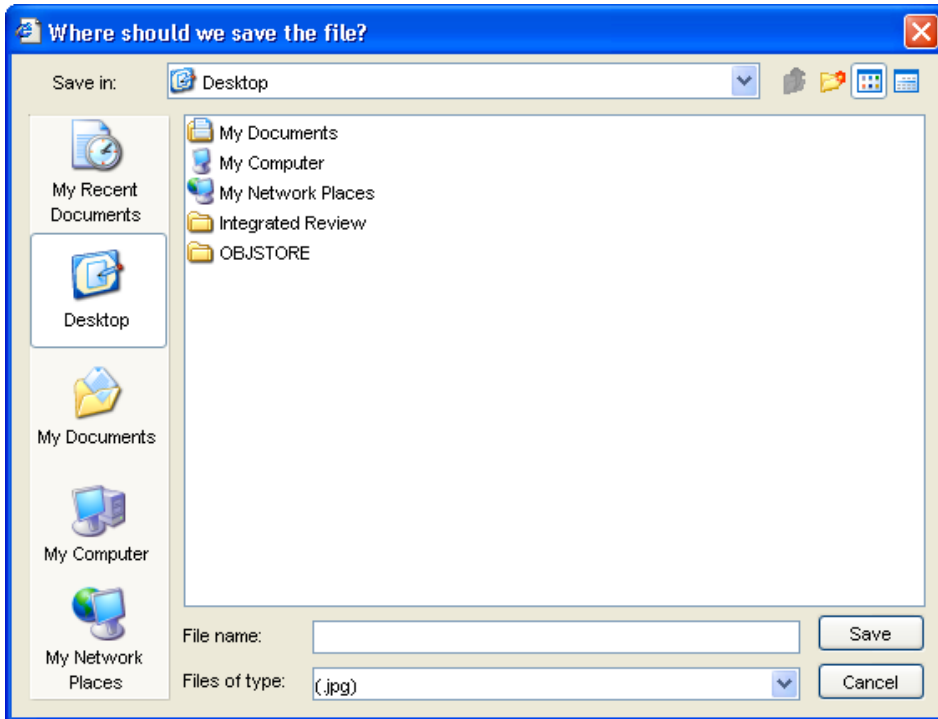 Where should we save the file?
Save in:
Desktop
My Recent
Documents
Desktop
My Documents
My Computer
My Network
Places
My Documents
My Computer
My Network Places
Integrated Review
OBJSTORE
File name:
Save
Files of type:
(.jpg)
Cancel